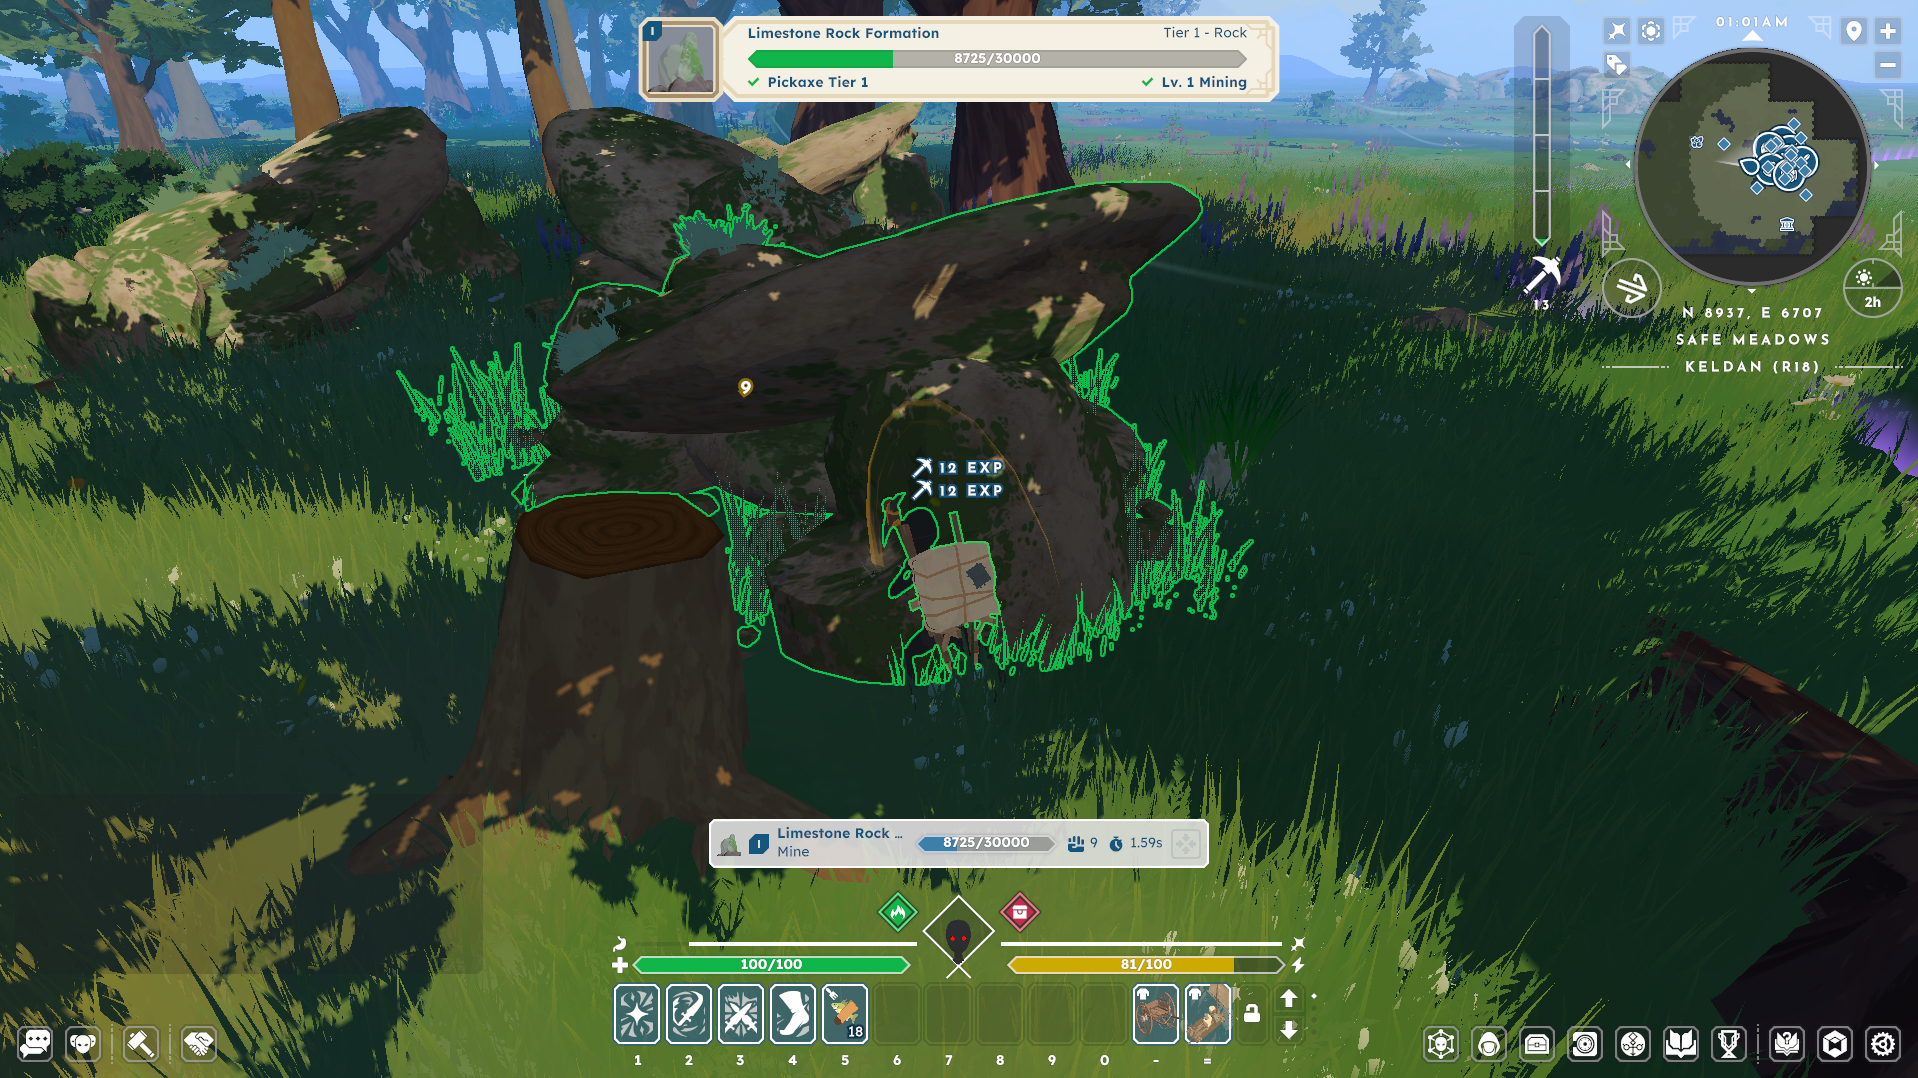 I
Limestone Rock Formation
Tier 1 - Rock
8725/30000
Pickaxe Tier 1
Lv. 1 Mining
01:01AM
13
2h
N 8937, E 6707
SAFE MEADOWS
KELDAN (R18)
9
12 EXP
12 EXP
I
Limestone Rock ...
Mine
8725/30000
9
1.59s
100/100
81/100
18
1
2
3
4
5
6
7
8
9
0
-
=